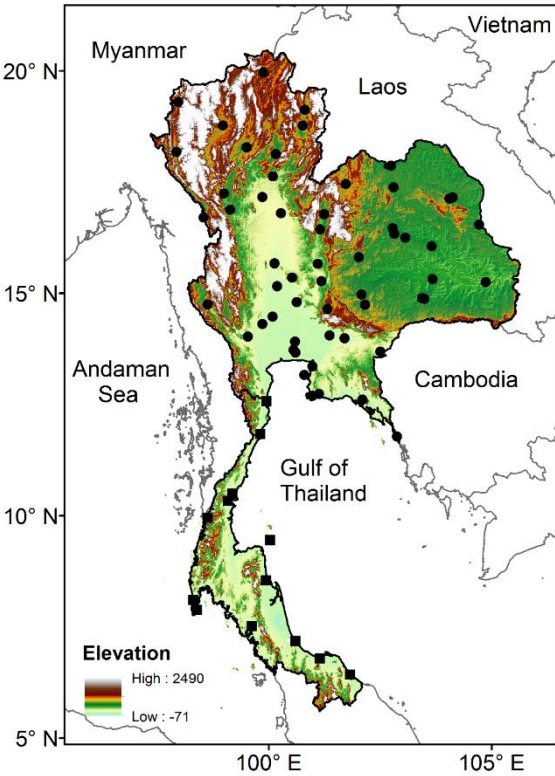 Vietnam
Myanmar
20° N
Laos
15° N
Andaman
Sea
Cambodia
Gulf of
Thailand
10° N
Elevation
High : 2490
Low : -71
5° N
100° E
105° E